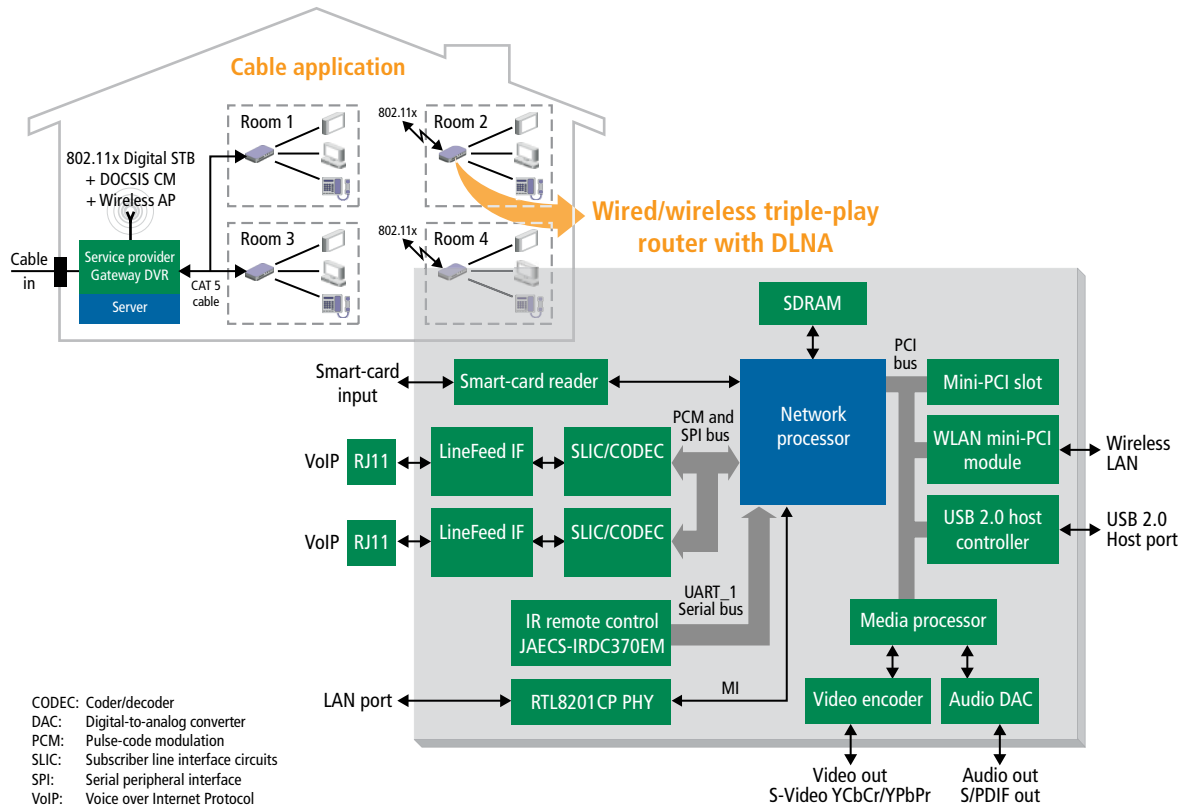 Cable application
Room 1
802.11x
Room 2
802.11x Digital STB
+ DOCSIS CM
+ Wireless AP
Wired/wireless triple-play
router with DLNA
Room 3
802.11x
Room 4
Cable
in
Service provider
Gateway DVR
Server
CAT 5
cable
SDRAM
PCI
bus
Smart-card
input
Smart-card reader
Network
processor
Mini-PCI slot
PCM and
SPI bus
VoIP
RJ11
LineFeed IF
SLIC/CODEC
WLAN mini-PCI
module
Wireless
LAN
VoIP
RJ11
LineFeed IF
SLIC/CODEC
USB 2.0 host
controller
USB 2.0
Host port
UART_1
Serial bus
IR remote control
JAECS-IRDC370EM
Media processor
LAN port
RTL8201CP PHY
MI
Video encoder
Audio DAC
Video out
S-Video YCbCr/YPbPr
Audio out
S/PDIF out
CODEC: Coder/decoder
DAC: Digital-to-analog converter
PCM: Pulse-code modulation
SLIC: Subscriber line interface circuits
SPI: Serial peripheral interface
VoIP: Voice over Internet Protocol